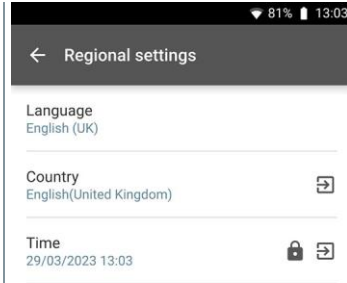 81% 13:03
Regional settings
Language
English (UK)
Country
English(United Kingdom)
Time
29/03/2023 13:03